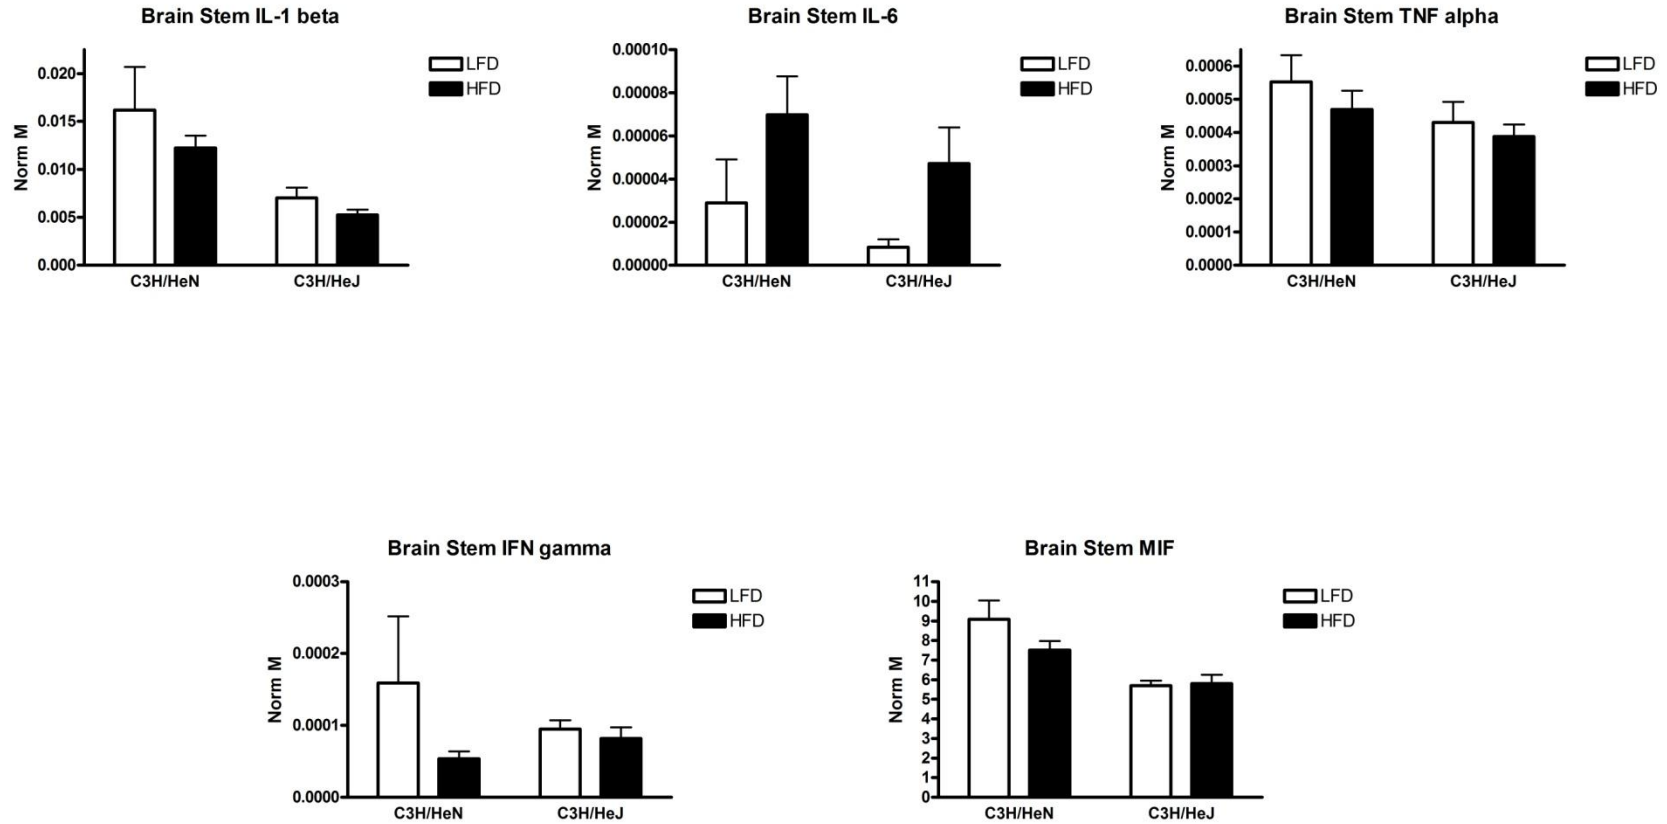 Brain Stem IL-1 beta
Norm M
0.020
0.015
0.010
0.005
0.000
C3H/HeN C3H/HeJ
LFD
HFD
Brain Stem IL-6
Norm M
0.00010
0.00008
0.00006
0.00004
0.00002
0.00000
C3H/HeN C3H/HeJ
LFD
HFD
Brain Stem TNF alpha
Norm M
0.0006
0.0005
0.0004
0.0003
0.0002
0.0001
0.0000
C3H/HeN C3H/HeJ
LFD
HFD
Brain Stem IFN gamma
Norm M
0.0003
0.0002
0.0001
0.0000
C3H/HeN C3H/HeJ
LFD
HFD
Brain Stem MIF
Norm M
11
10
9
8
7
6
5
4
3
2
1
0
C3H/HeN C3H/HeJ
LFD
HFD